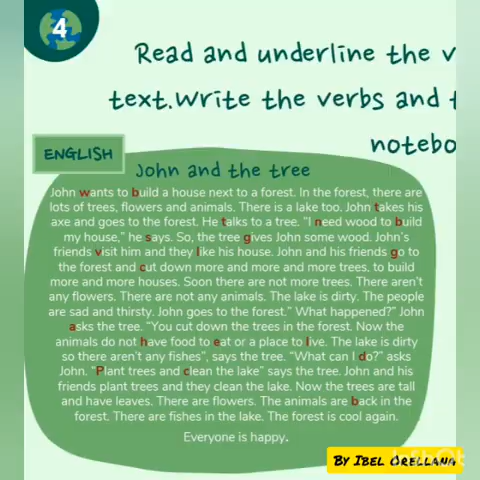 4
Read and underline the v
text.Write the verbs and t
notebo
ENGLISH
John and the tree
John wants to build a house next to a forest. In the forest, there are
lots of trees, flowers and animals. There is a lake too. John takes his
axe and goes to the forest. He talks to a tree. "I need wood to build
my house," he says. So, the tree gives John some wood. John's
friends visit him and they like his house. John and his friends go to
the forest and cut down more and more and more trees, to build
more and more houses. Soon there are not more trees. There aren't
any flowers. There are not any animals. The lake is dirty. The people
are sad and thirsty. John goes to the forest." What happened?" John
asks the tree. "You cut down the trees in the forest. Now the
animals do not have food to eat or a place to live. The lake is dirty
so there aren't any fishes", says the tree. "What can I do?" asks
John. "Plant trees and clean the lake" says the tree. John and his
friends plant trees and they clean the lake. Now the trees are tall
and have leaves. There are flowers. The animals are back in the
forest. There are fishes in the lake. The forest is cool again.
Everyone is happy.
By Ibel Orellana